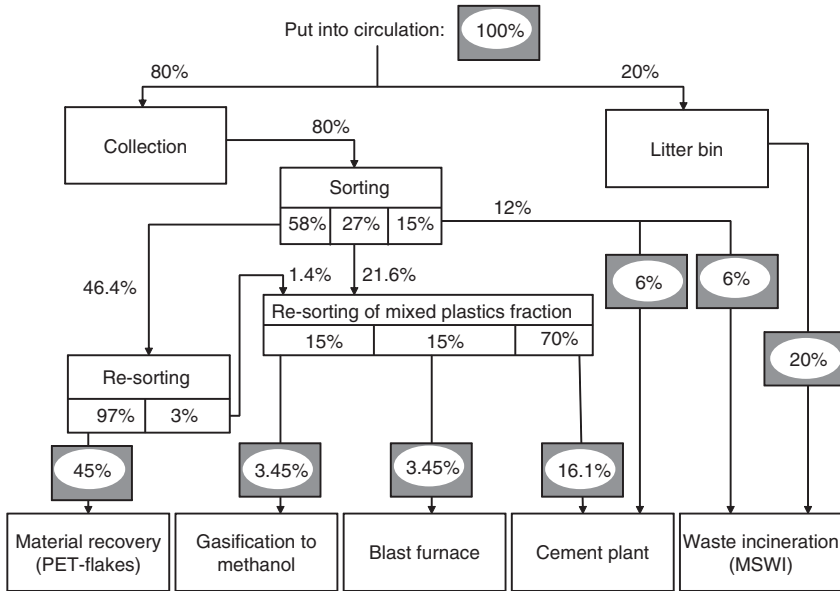 Put into circulation: 100%
80%
20%
Collection
80%
Litter bin
Sorting
58% 27% 15%
12%
46.4%
1.4%
21.6%
6%
6%
Re-sorting of mixed plastics fraction
15% 15% 70%
20%
Re-sorting
97% 3%
45%
3.45%
3.45%
16.1%
Material recovery
(PET-flakes)
Gasification to
methanol
Blast furnace
Cement plant
Waste incineration
(MSWI)